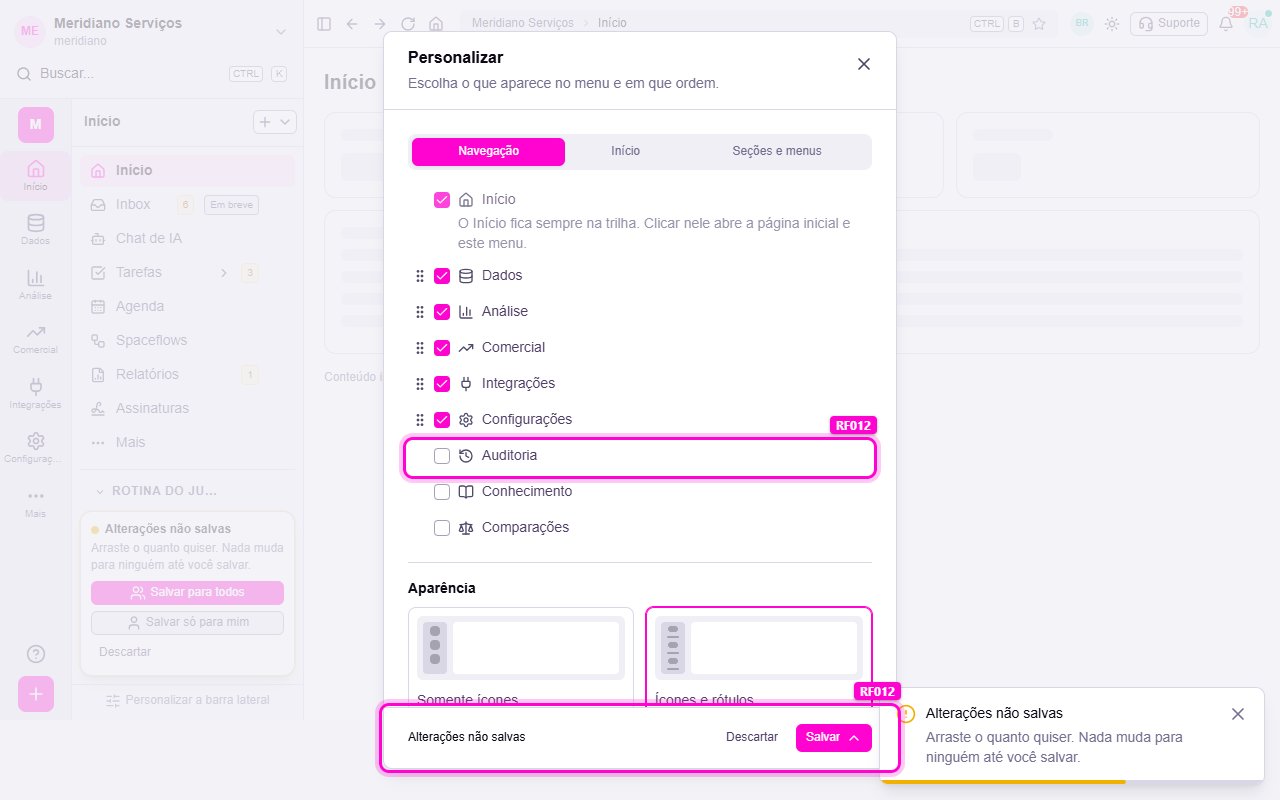 ME
Meridiano Serviços
meridiano
Buscar...
CTRL
K
Meridiano Serviços
Início
CTRL
B
BR
Suporte
99+
RA
M
Início
Dados
Análise
Comercial
Integrações
Configuraç...
Mais
Início
Início
Inbox
6
Em breve
Chat de IA
Tarefas
3
Agenda
Spaceflows
Relatórios
1
Assinaturas
Mais
ROTINA DO JU...
Alterações não salvas
Arraste o quanto quiser. Nada muda
para ninguém até você salvar.
Salvar para todos
Salvar só para mim
Descartar
Personalizar a barra lateral
Início
Conteúdo i
Personalizar
Escolha o que aparece no menu e em que ordem.
Navegação
Início
Seções e menus
Início
O Início fica sempre na trilha. Clicar nele abre a página inicial e
este menu.
Dados
Análise
Comercial
Integrações
Configurações
RF012
Auditoria
Conhecimento
Comparações
Aparência
Somente ícones
Ícones e rótulos
RF012
Alterações não salvas
Descartar
Salvar
Alterações não salvas
Arraste o quanto quiser. Nada muda para
ninguém até você salvar.